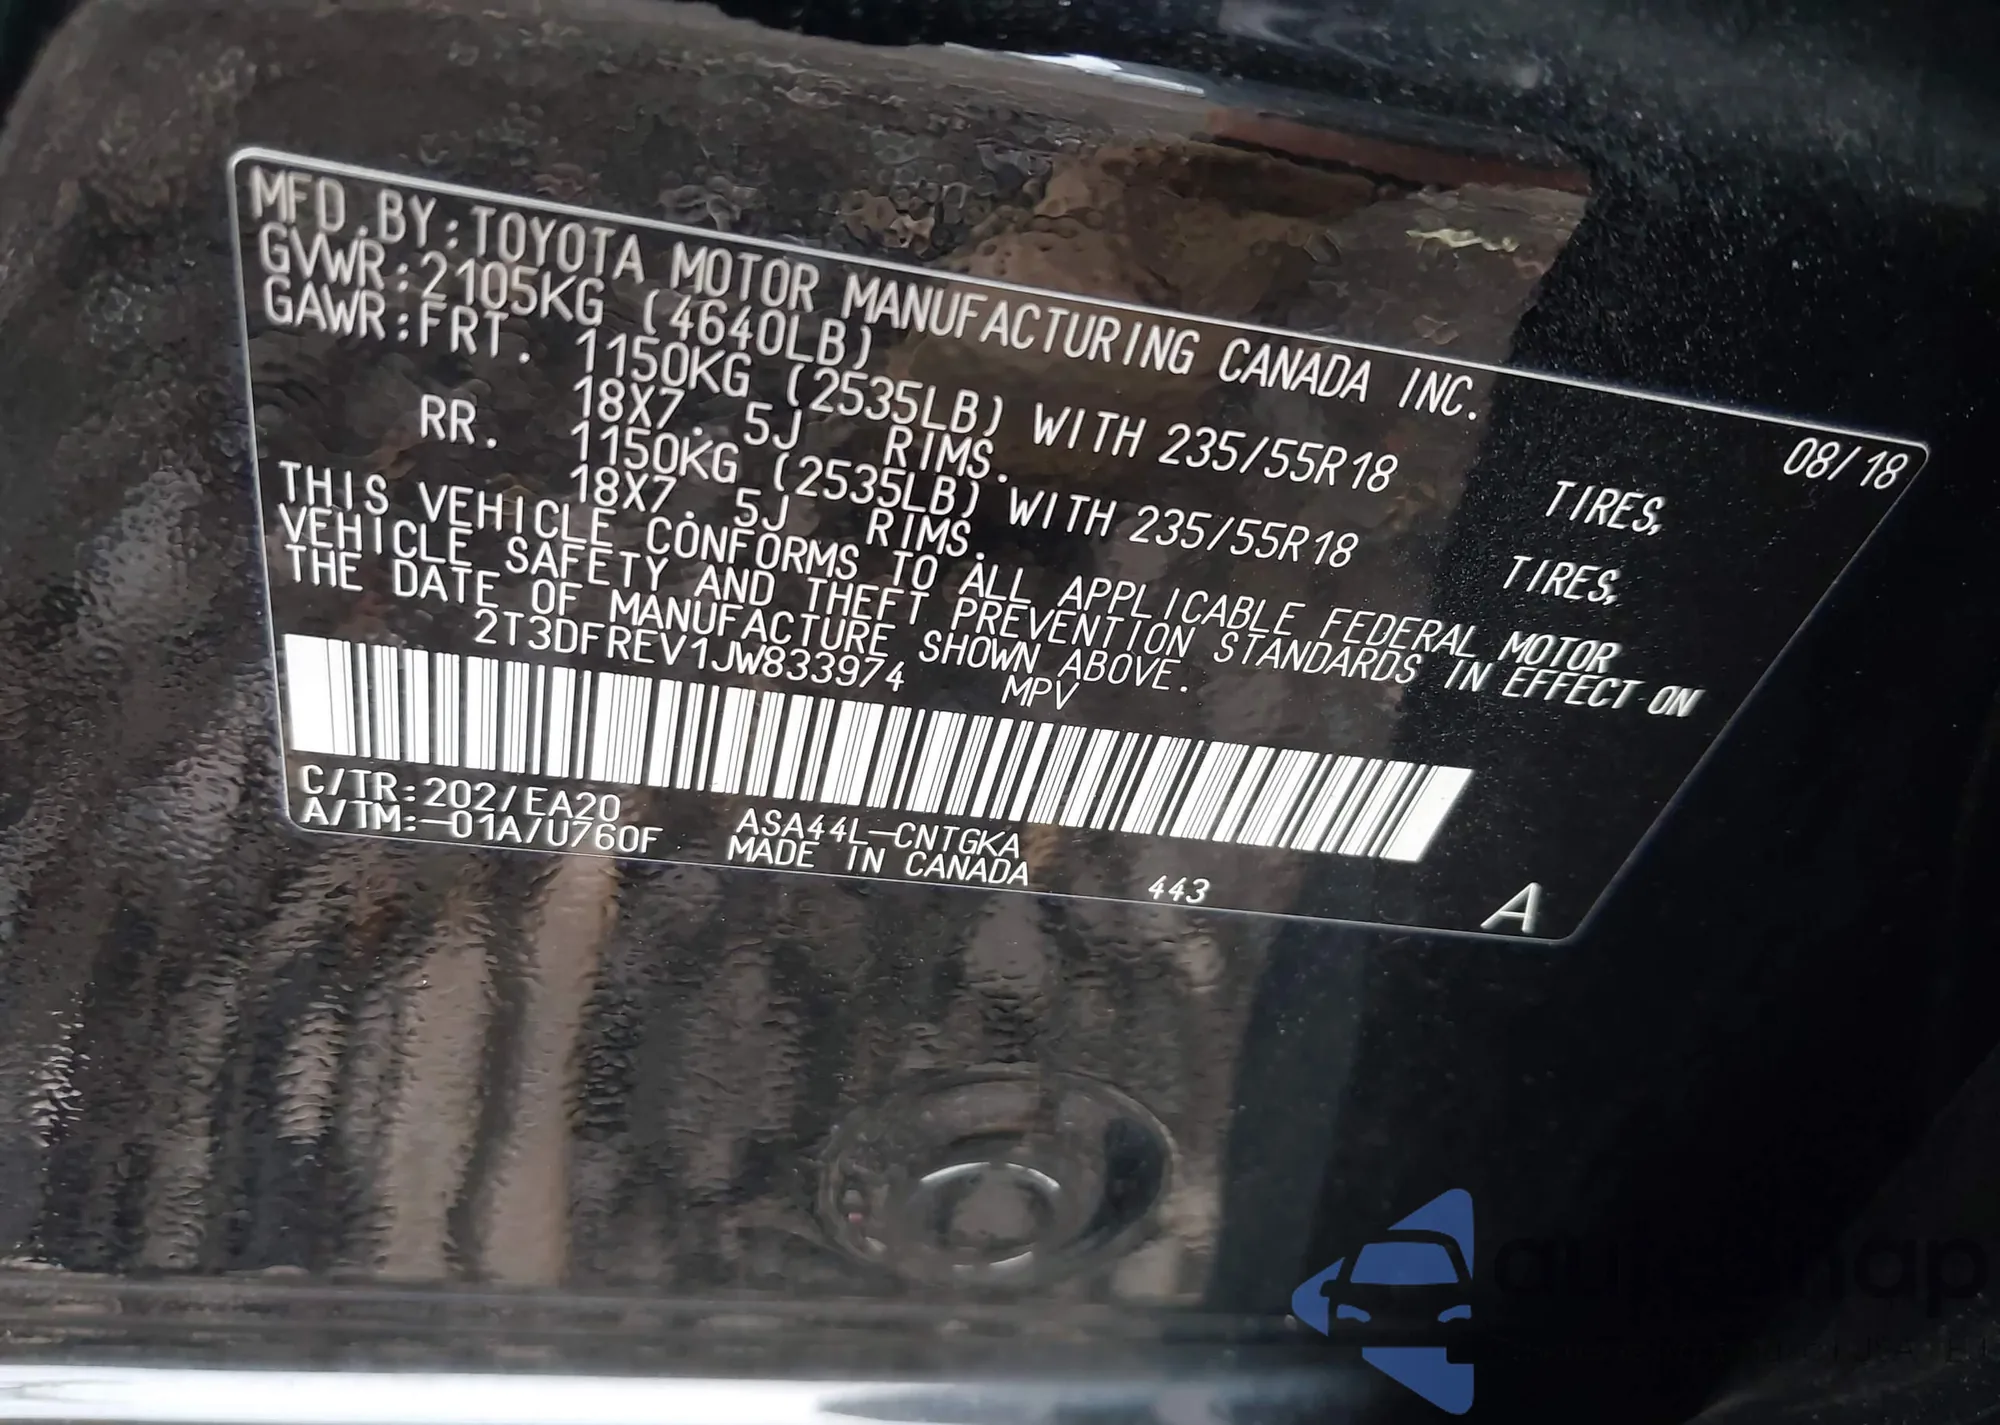 MFD.BY:TOYOTA MOTOR MANUFACTURING CANADA INC. 08/18
GVWR:2105KG (4640LB)
GAWR:FRT. 1150KG (2535LB) WITH 235/55R18 TIRES,
18X7. 5J RIMS.
RR. 1150KG (2535LB) WITH 235/55R18 TIRES,
18X7. 5J RIMS.
THIS VEHICLE CONFORMS TO ALL APPLICABLE FEDERAL MOTOR
VEHICLE SAFETY AND THEFT PREVENTION STANDARDS IN EFFECT ON
THE DATE OF MANUFACTURE SHOWN ABOVE.
2T3DFREV1JW833974 MPV
C/TR:202/EA20 ASA44L-CNTGKA
A/TM:-01A/U760F MADE IN CANADA 443 A